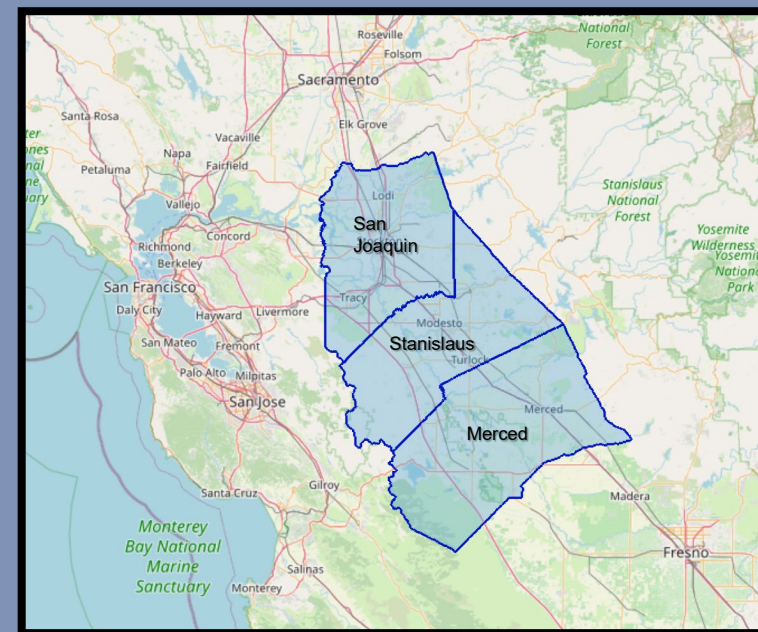 Roseville
Folsom
National
Forest
Sacramento
Santa Rosa
Elk Grove
Vacaville
Napa
Fairfield
Petaluma
Vallejo
Lodi
Stanislaus
National
Forest
San
Joaquin
Concord
Richmond
Berkeley
Yosemite
Wilderness
San Francisco
Tracy
Daly City
Hayward
Livermore
Modesto
San Mateo
Fremont
Stanislaus
Turlock
Palo Alto
Milpitas
San Jose
Merced
Merced
Gilroy
Santa Cruz
Madera
Monterey
Bay National
Marine
Sanctuary
Fresno
Salinas
Monterey